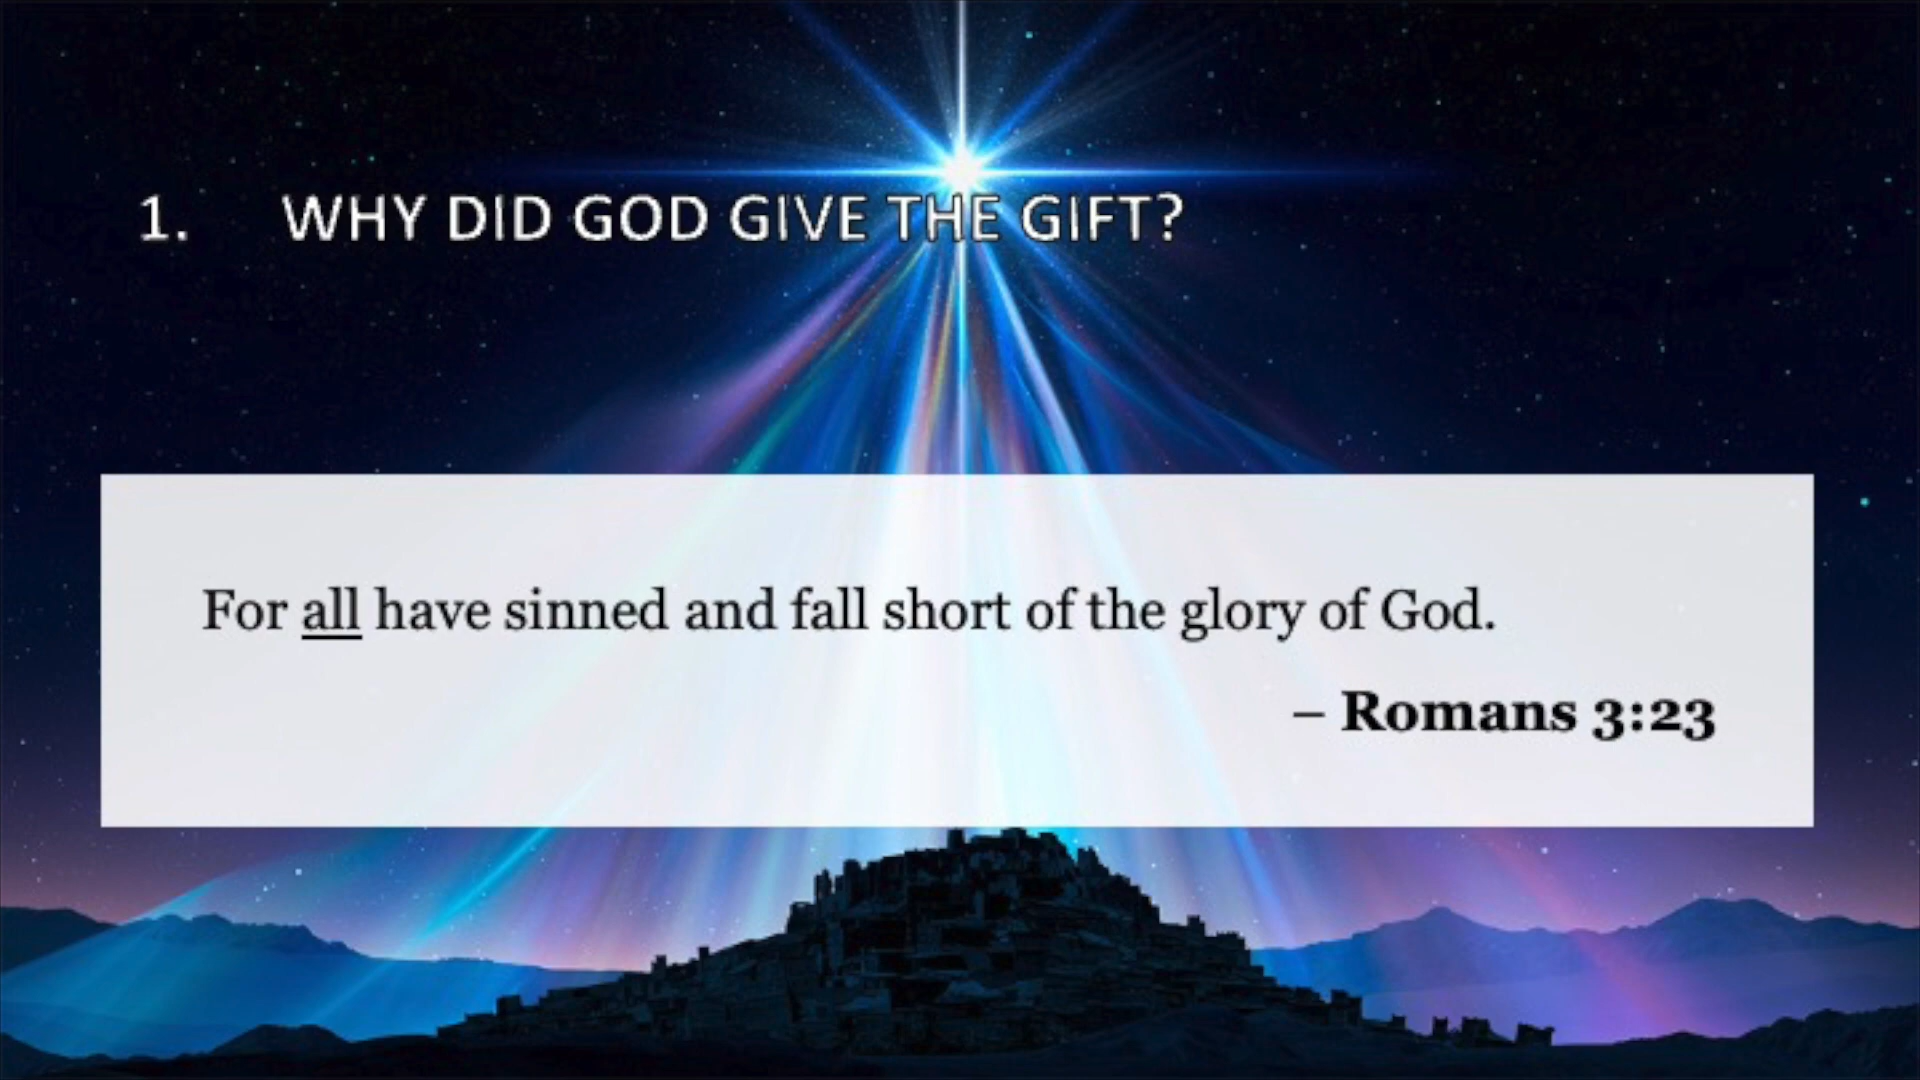 1. WHY DID GOD GIVE THE GIFT?
For all have sinned and fall short of the glory of God.
– Romans 3:23